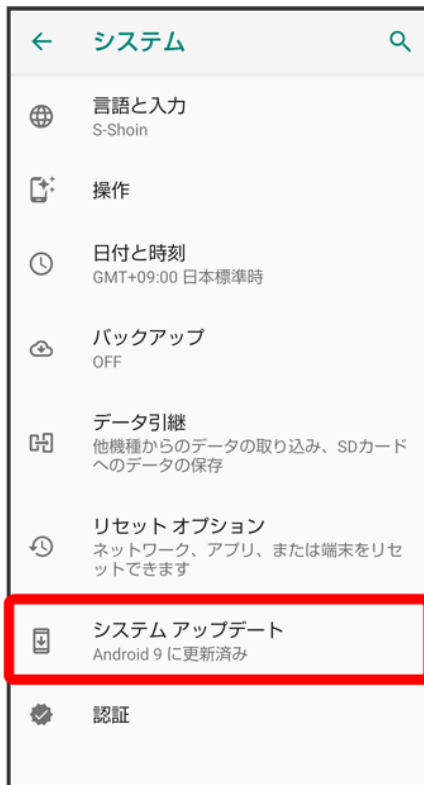 システム
言語と入力
S-Shoin
操作
日付と時刻
GMT+09:00 日本標準時
バックアップ
OFF
データ引継
他機種からのデータの取り込み、SDカード
へのデータの保存
リセット オプション
ネットワーク、アプリ、または端末をリセ
ットできます
システム アップデート
Android 9 に更新済み
認証